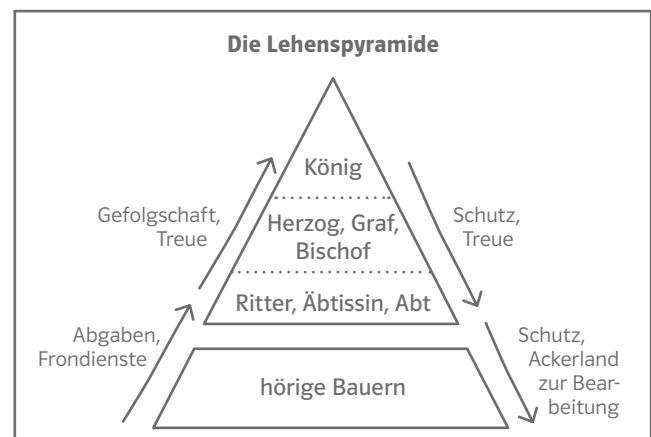 Die Lehenspyramide
König
Gefolgschaft,
Treue
Herzog, Graf,
Bischof
Schutz,
Treue
Ritter, Äbtissin, Abt
Abgaben,
Frondienste
Schutz,
Ackerland
zur Bear-
beitung
hörige Bauern